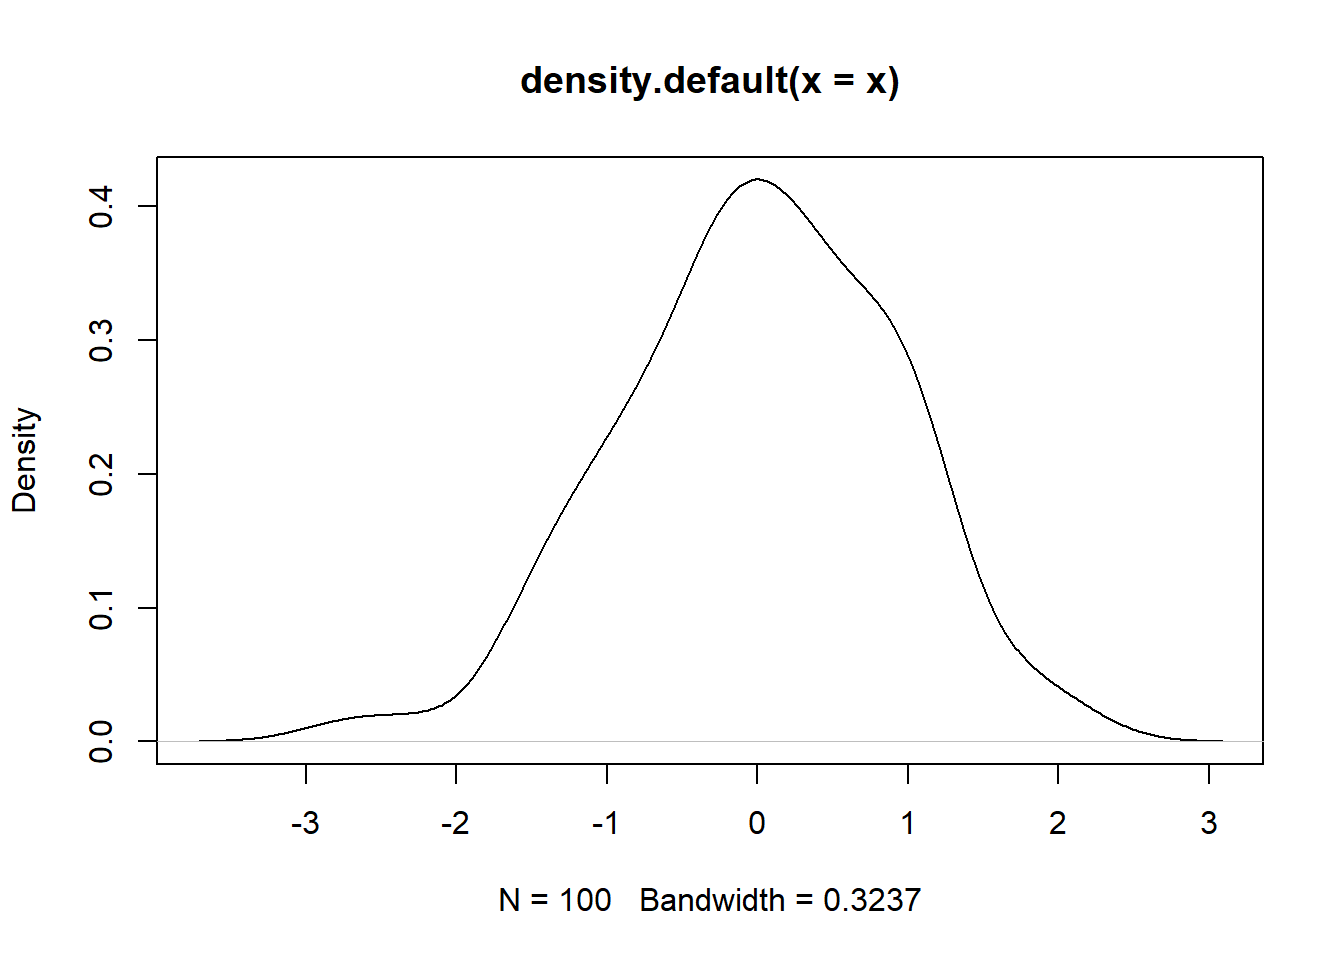 density.default(x = x)
Density
0.4
0.3
0.2
0.1
0.0
-3 -2 -1 0 1 2 3
N = 100 Bandwidth = 0.3237